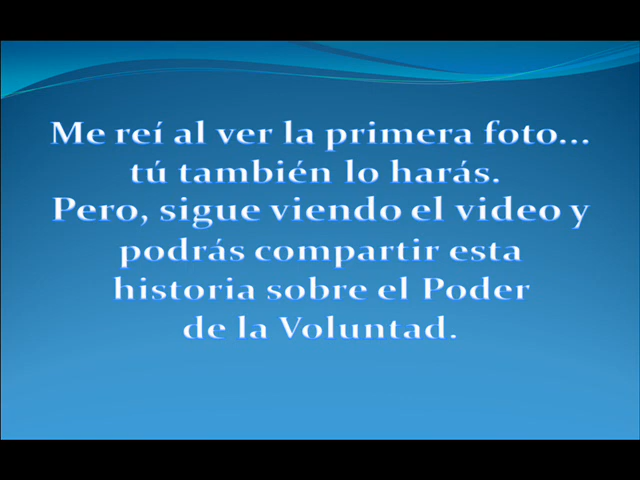 Me reí al ver la primera foto...
tú también lo harás.
Pero, sigue viendo el video y
podrás compartir esta
historia sobre el Poder
de la Voluntad.